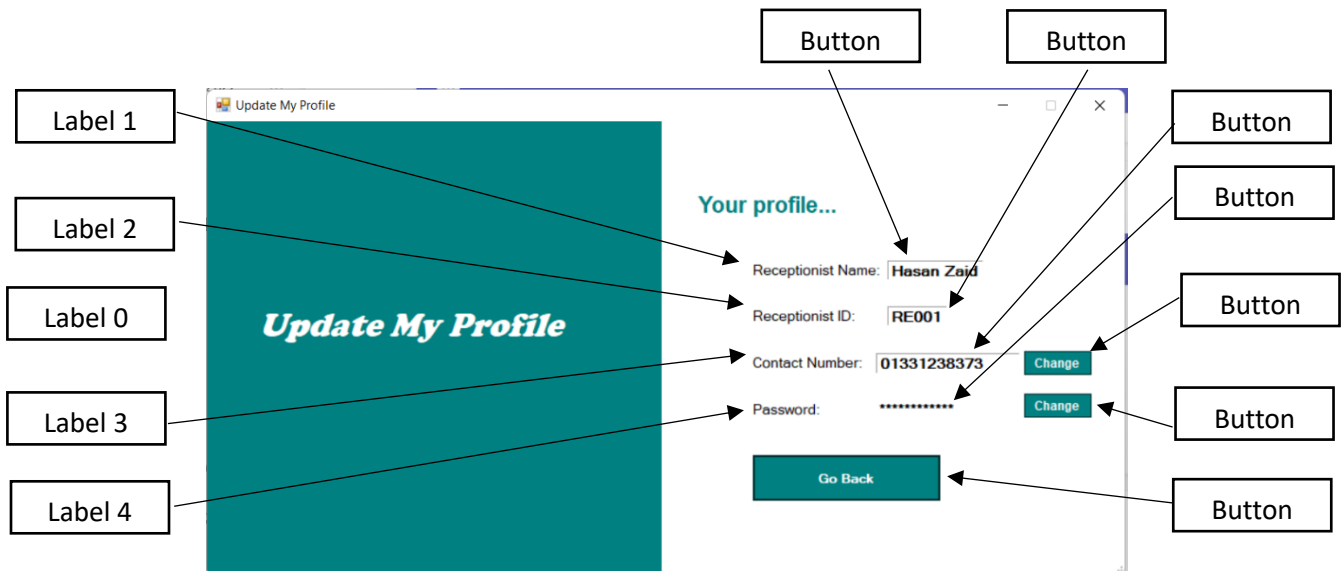 Button
Button
Update My Profile
Label 1
Button
Button
Your profile...
Label 2
Receptionist Name: Hasan Zaid
Label 0
Receptionist ID: RE001
Button
Update My Profile
Contact Number: 01331238373 Change
Label 3
Password: ************ Change
Button
Go Back
Label 4
Button